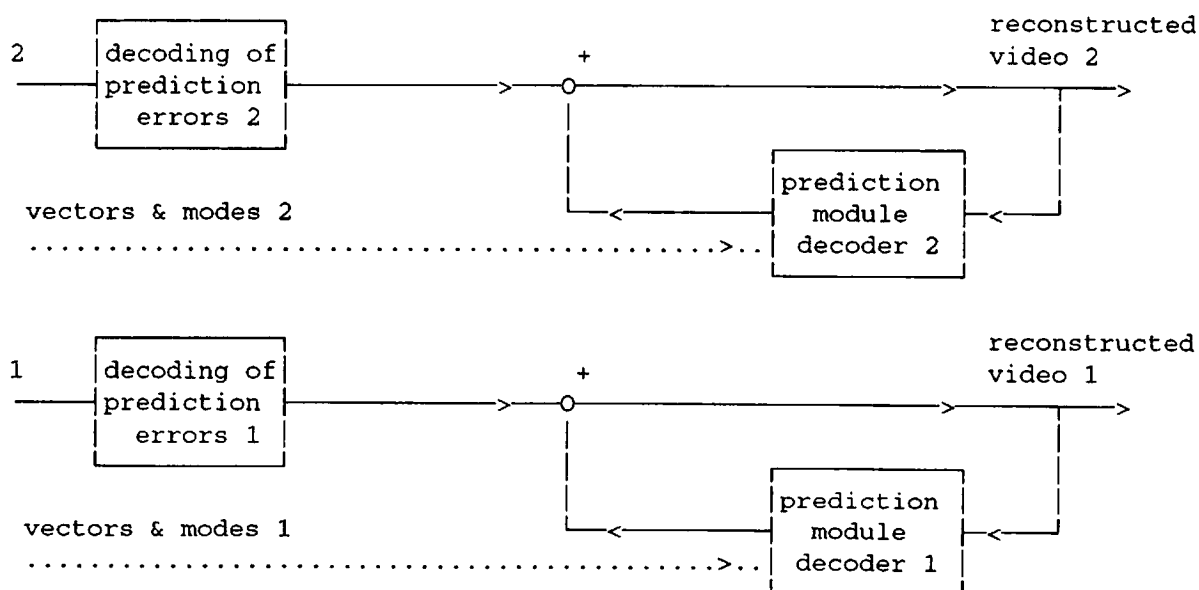 reconstructed
video 2
2
decoding of
prediction
errors 2
+
prediction
module
decoder 2
vectors & modes 2
reconstructed
video 1
1
decoding of
prediction
errors 1
+
prediction
module
decoder 1
vectors & modes 1